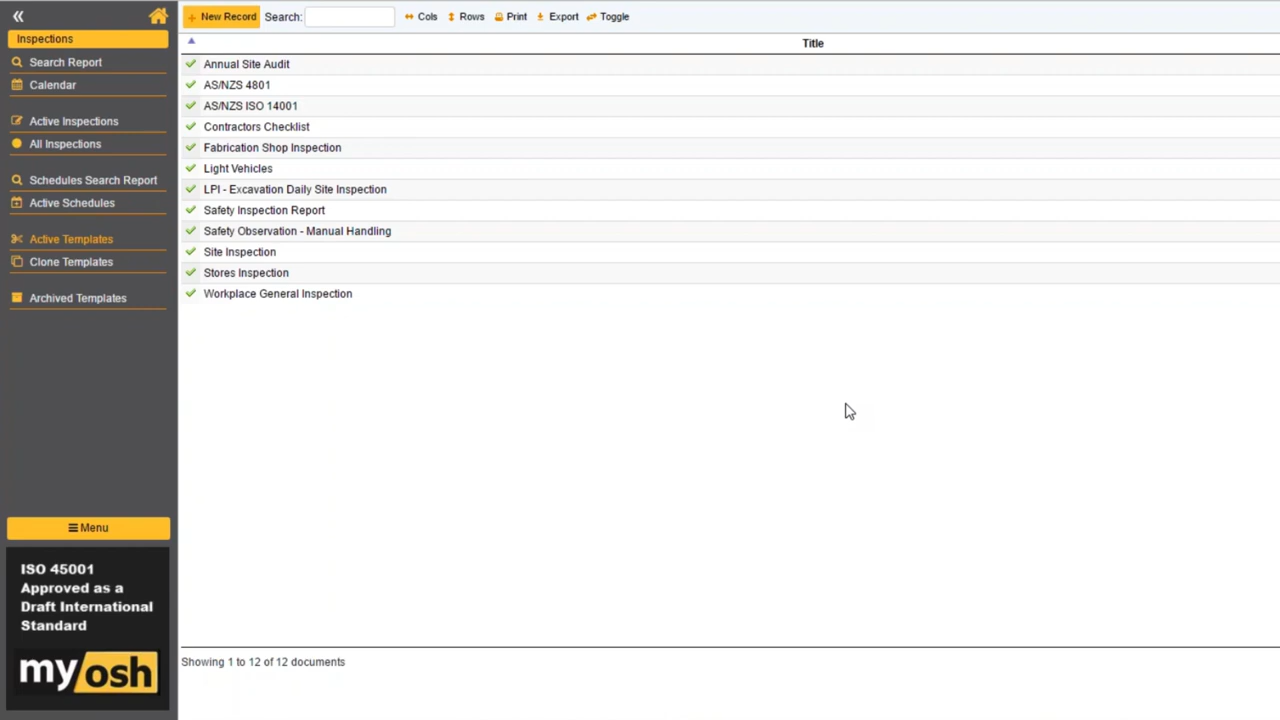 «
Inspections
Search Report
Calendar
Active Inspections
All Inspections
Schedules Search Report
Active Schedules
Active Templates
Clone Templates
Archived Templates
Menu
ISO 45001
Approved as a
Draft International
Standard
my osh
+ New Record Search: Cols Rows Print Export Toggle
Title
Annual Site Audit
AS/NZS 4801
AS/NZS ISO 14001
Contractors Checklist
Fabrication Shop Inspection
Light Vehicles
LPI - Excavation Daily Site Inspection
Safety Inspection Report
Safety Observation - Manual Handling
Site Inspection
Stores Inspection
Workplace General Inspection
Showing 1 to 12 of 12 documents